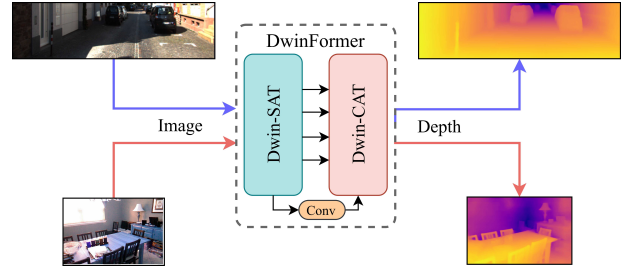 DwinFormer
Dwin-SAT
Dwin-CAT
Image
Depth
Conv